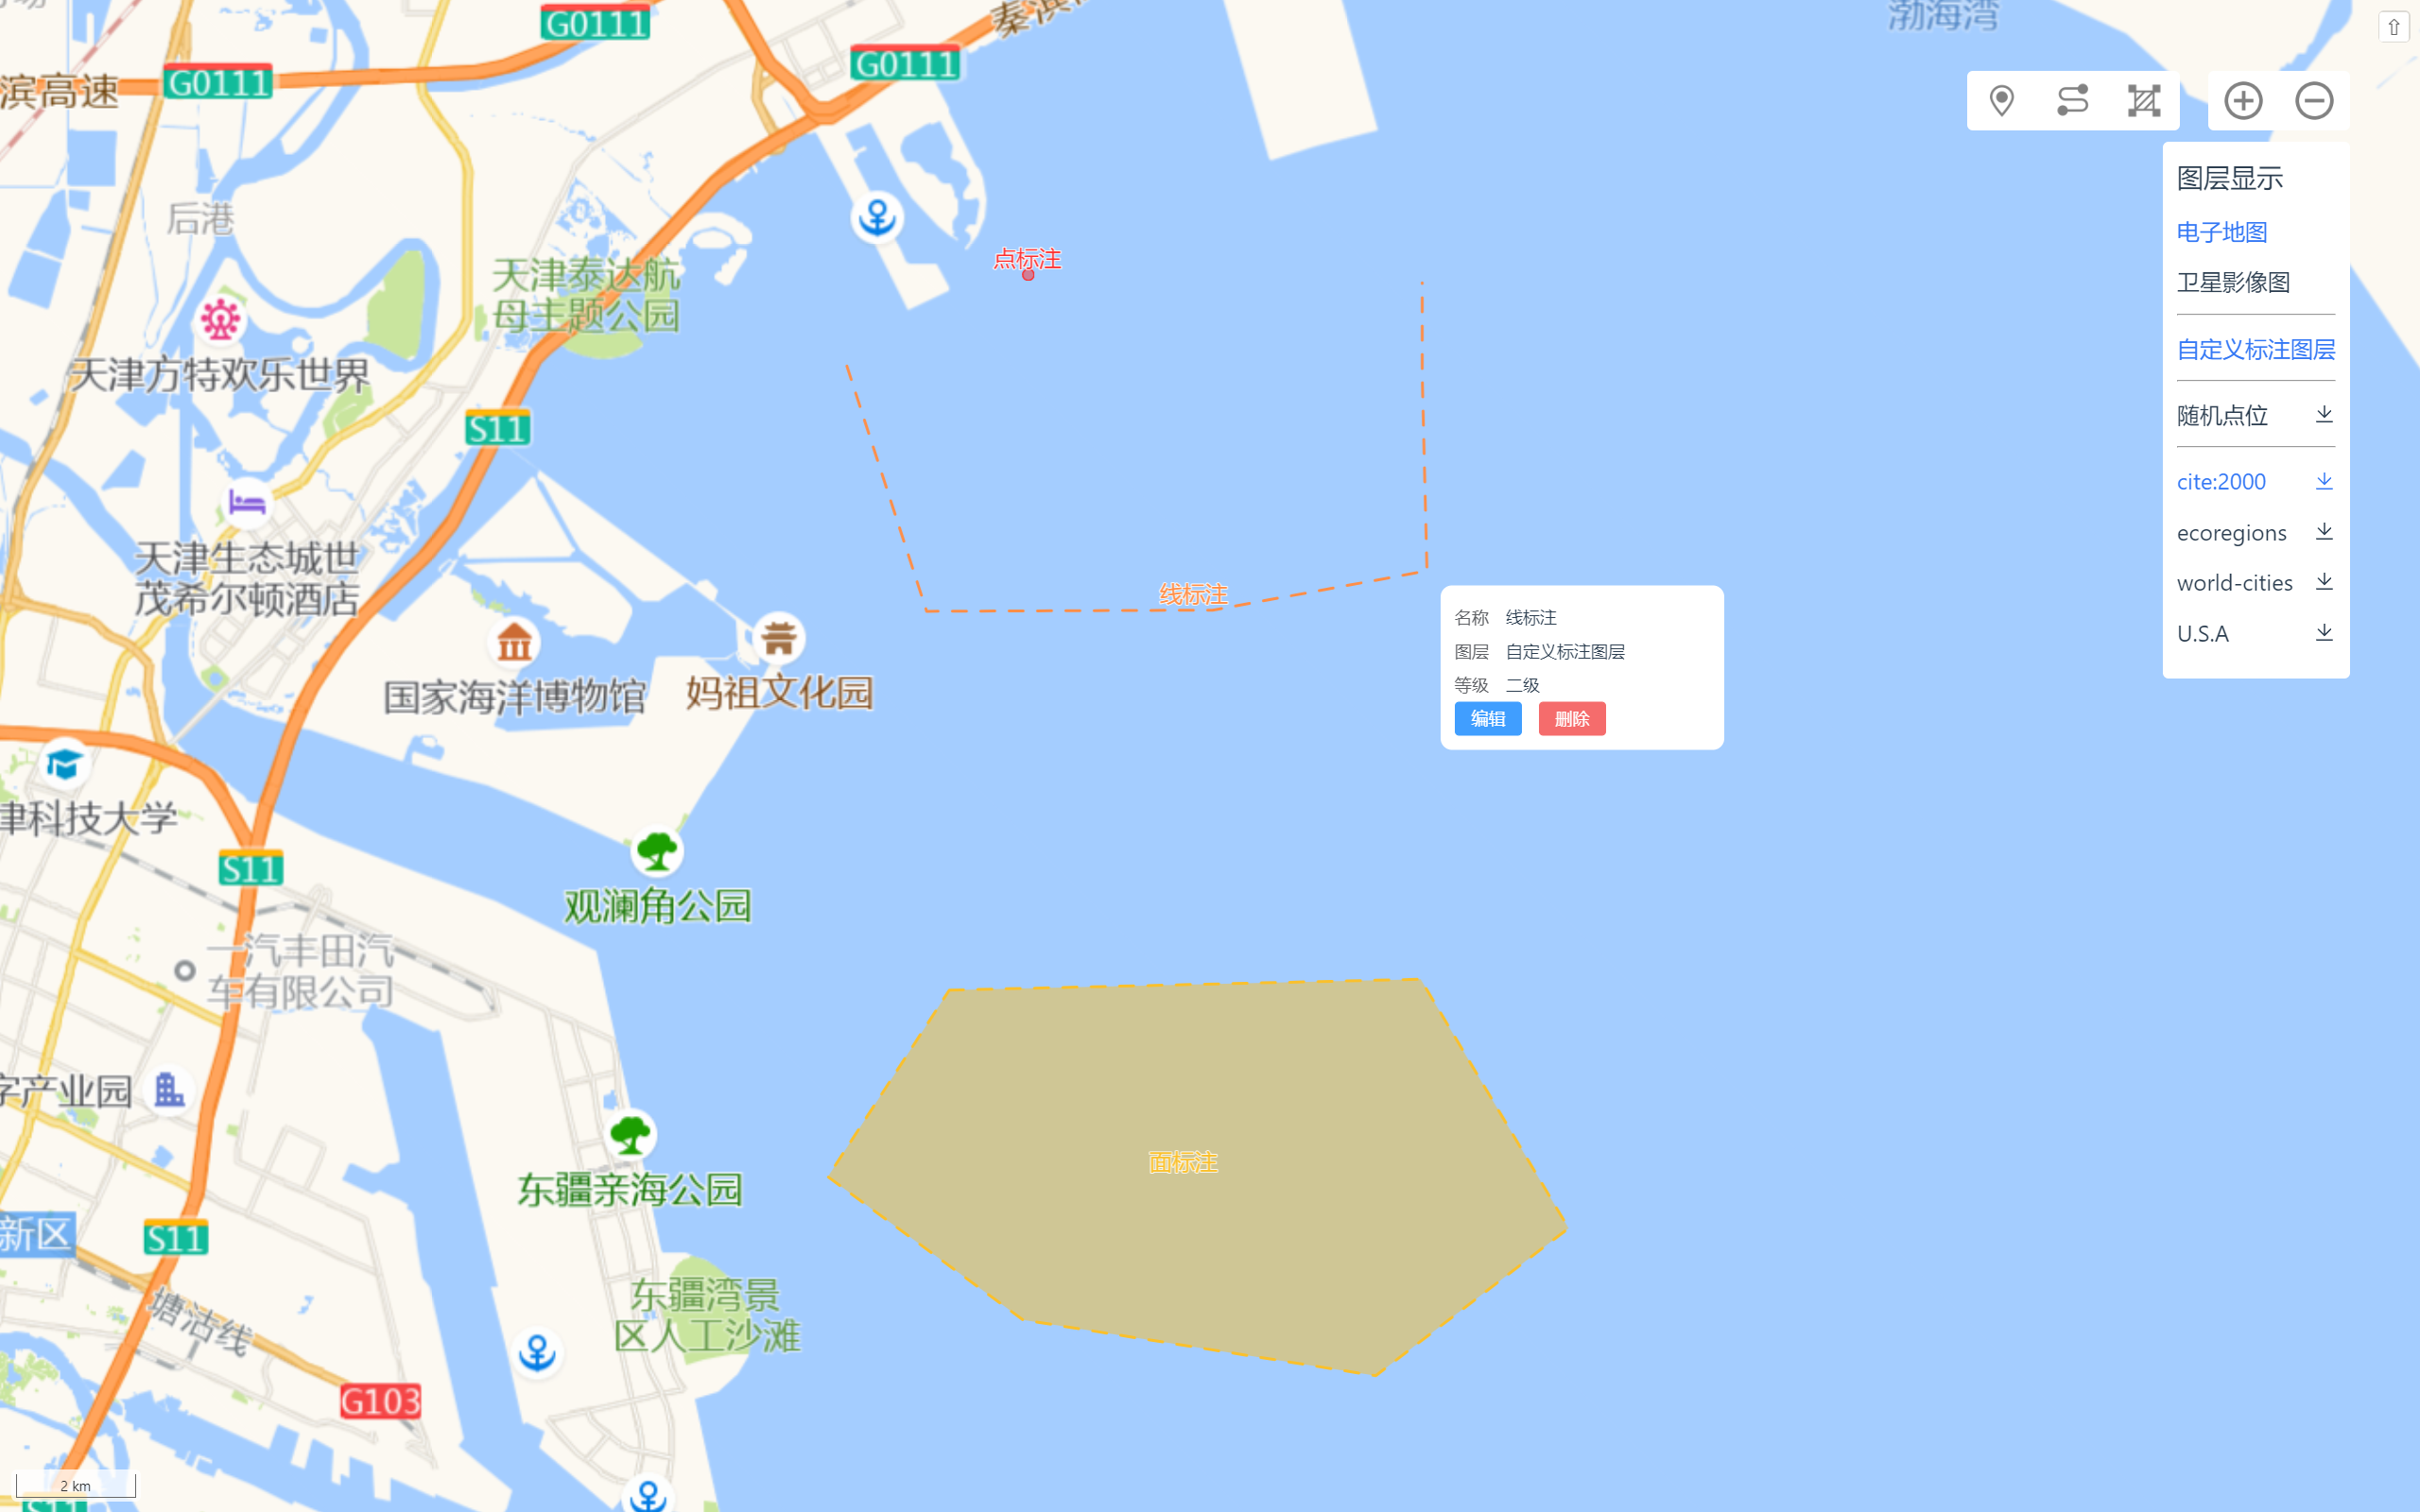 G0111
秦滨
渤海湾
⇧
G0111
G0111
滨高速
图层显示
后港
电子地图
点标注
天津泰达航
母主题公园
卫星影像图
自定义标注图层
天津方特欢乐世界
随机点位
S11
cite:2000
ecoregions
天津生态城世
茂希尔顿酒店
world-cities
线标注
U.S.A
名称 线标注
图层 自定义标注图层
等级 二级
编辑 删除
国家海洋博物馆
妈祖文化园
津科技大学
S11
观澜角公园
一汽丰田汽
车有限公司
字产业园
面标注
东疆亲海公园
新区
S11
东疆湾景
区人工沙滩
塘沽线
G103
2 km
S11